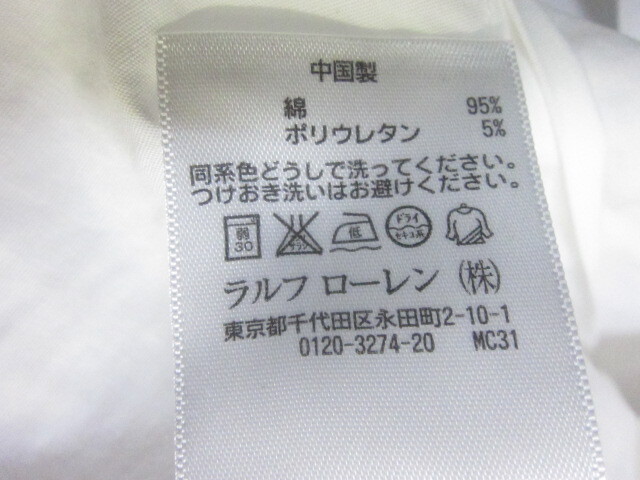 中国製
綿 95%
ポリウレタン 5%
同系色どうしで洗ってください。
つけおき洗いはお避けください。
弱 30 低 ドライ セキユ系
ラルフ ローレン (株)
東京都千代田区永田町2-10-1
0120-3274-20 MC31